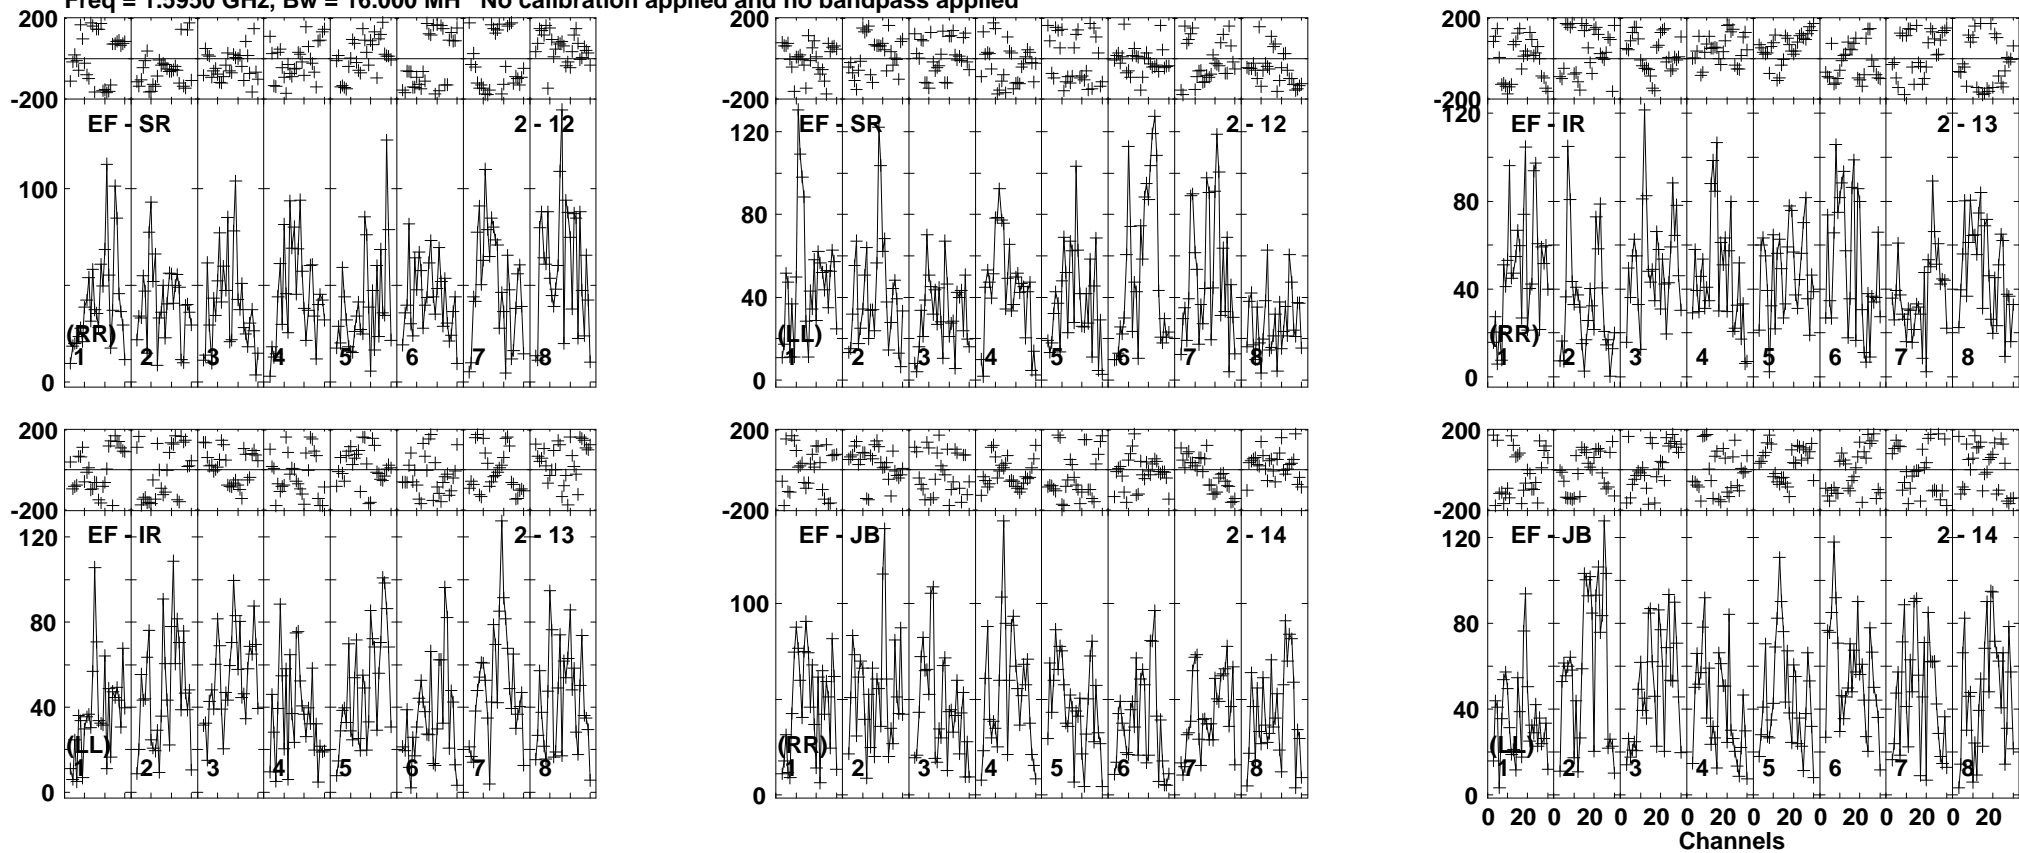 Freq = 1.5950 GHz, Bw = 16.000 MH   No calibration applied and no bandpass applied
200
-200
EF - SR 2 - 12
100
(RR)
1 2 3 4 5 6 7 8
0
200
-200
EF - SR 2 - 12
120
80
40
(LL)
1 2 3 4 5 6 7 8
0
200
-200
120
EF - IR 2 - 13
80
40
(RR)
1 2 3 4 5 6 7 8
0
200
-200
EF - IR 2 - 13
120
80
40
(LL)
1 2 3 4 5 6 7 8
0
200
-200
EF - JB 2 - 14
100
(RR)
1 2 3 4 5 6 7 8
0
200
-200
EF - JB 2 - 14
120
80
40
(LL)
1 2 3 4 5 6 7 8
0
0 20 0 20 0 20 0 20 0 20 0 20 0 20 0 20
Channels